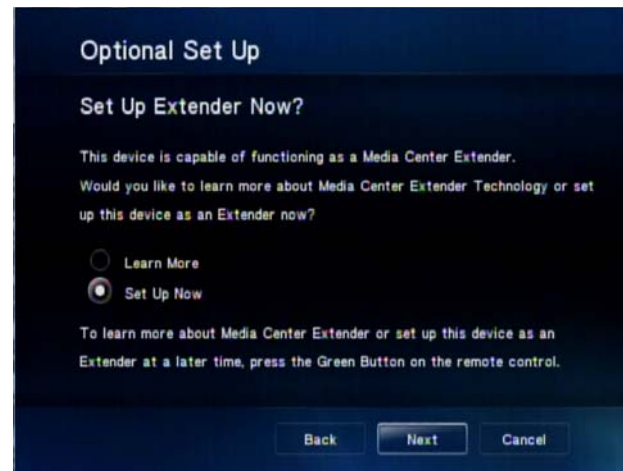 Optional Set Up
Set Up Extender Now?
This device is capable of functioning as a Media Center Extender.
Would you like to learn more about Media Center Extender Technology or set
up this device as an Extender now?
Learn More
Set Up Now
To learn more about Media Center Extender or set up this device as an
Extender at a later time, press the Green Button on the remote control.
Back Next Cancel